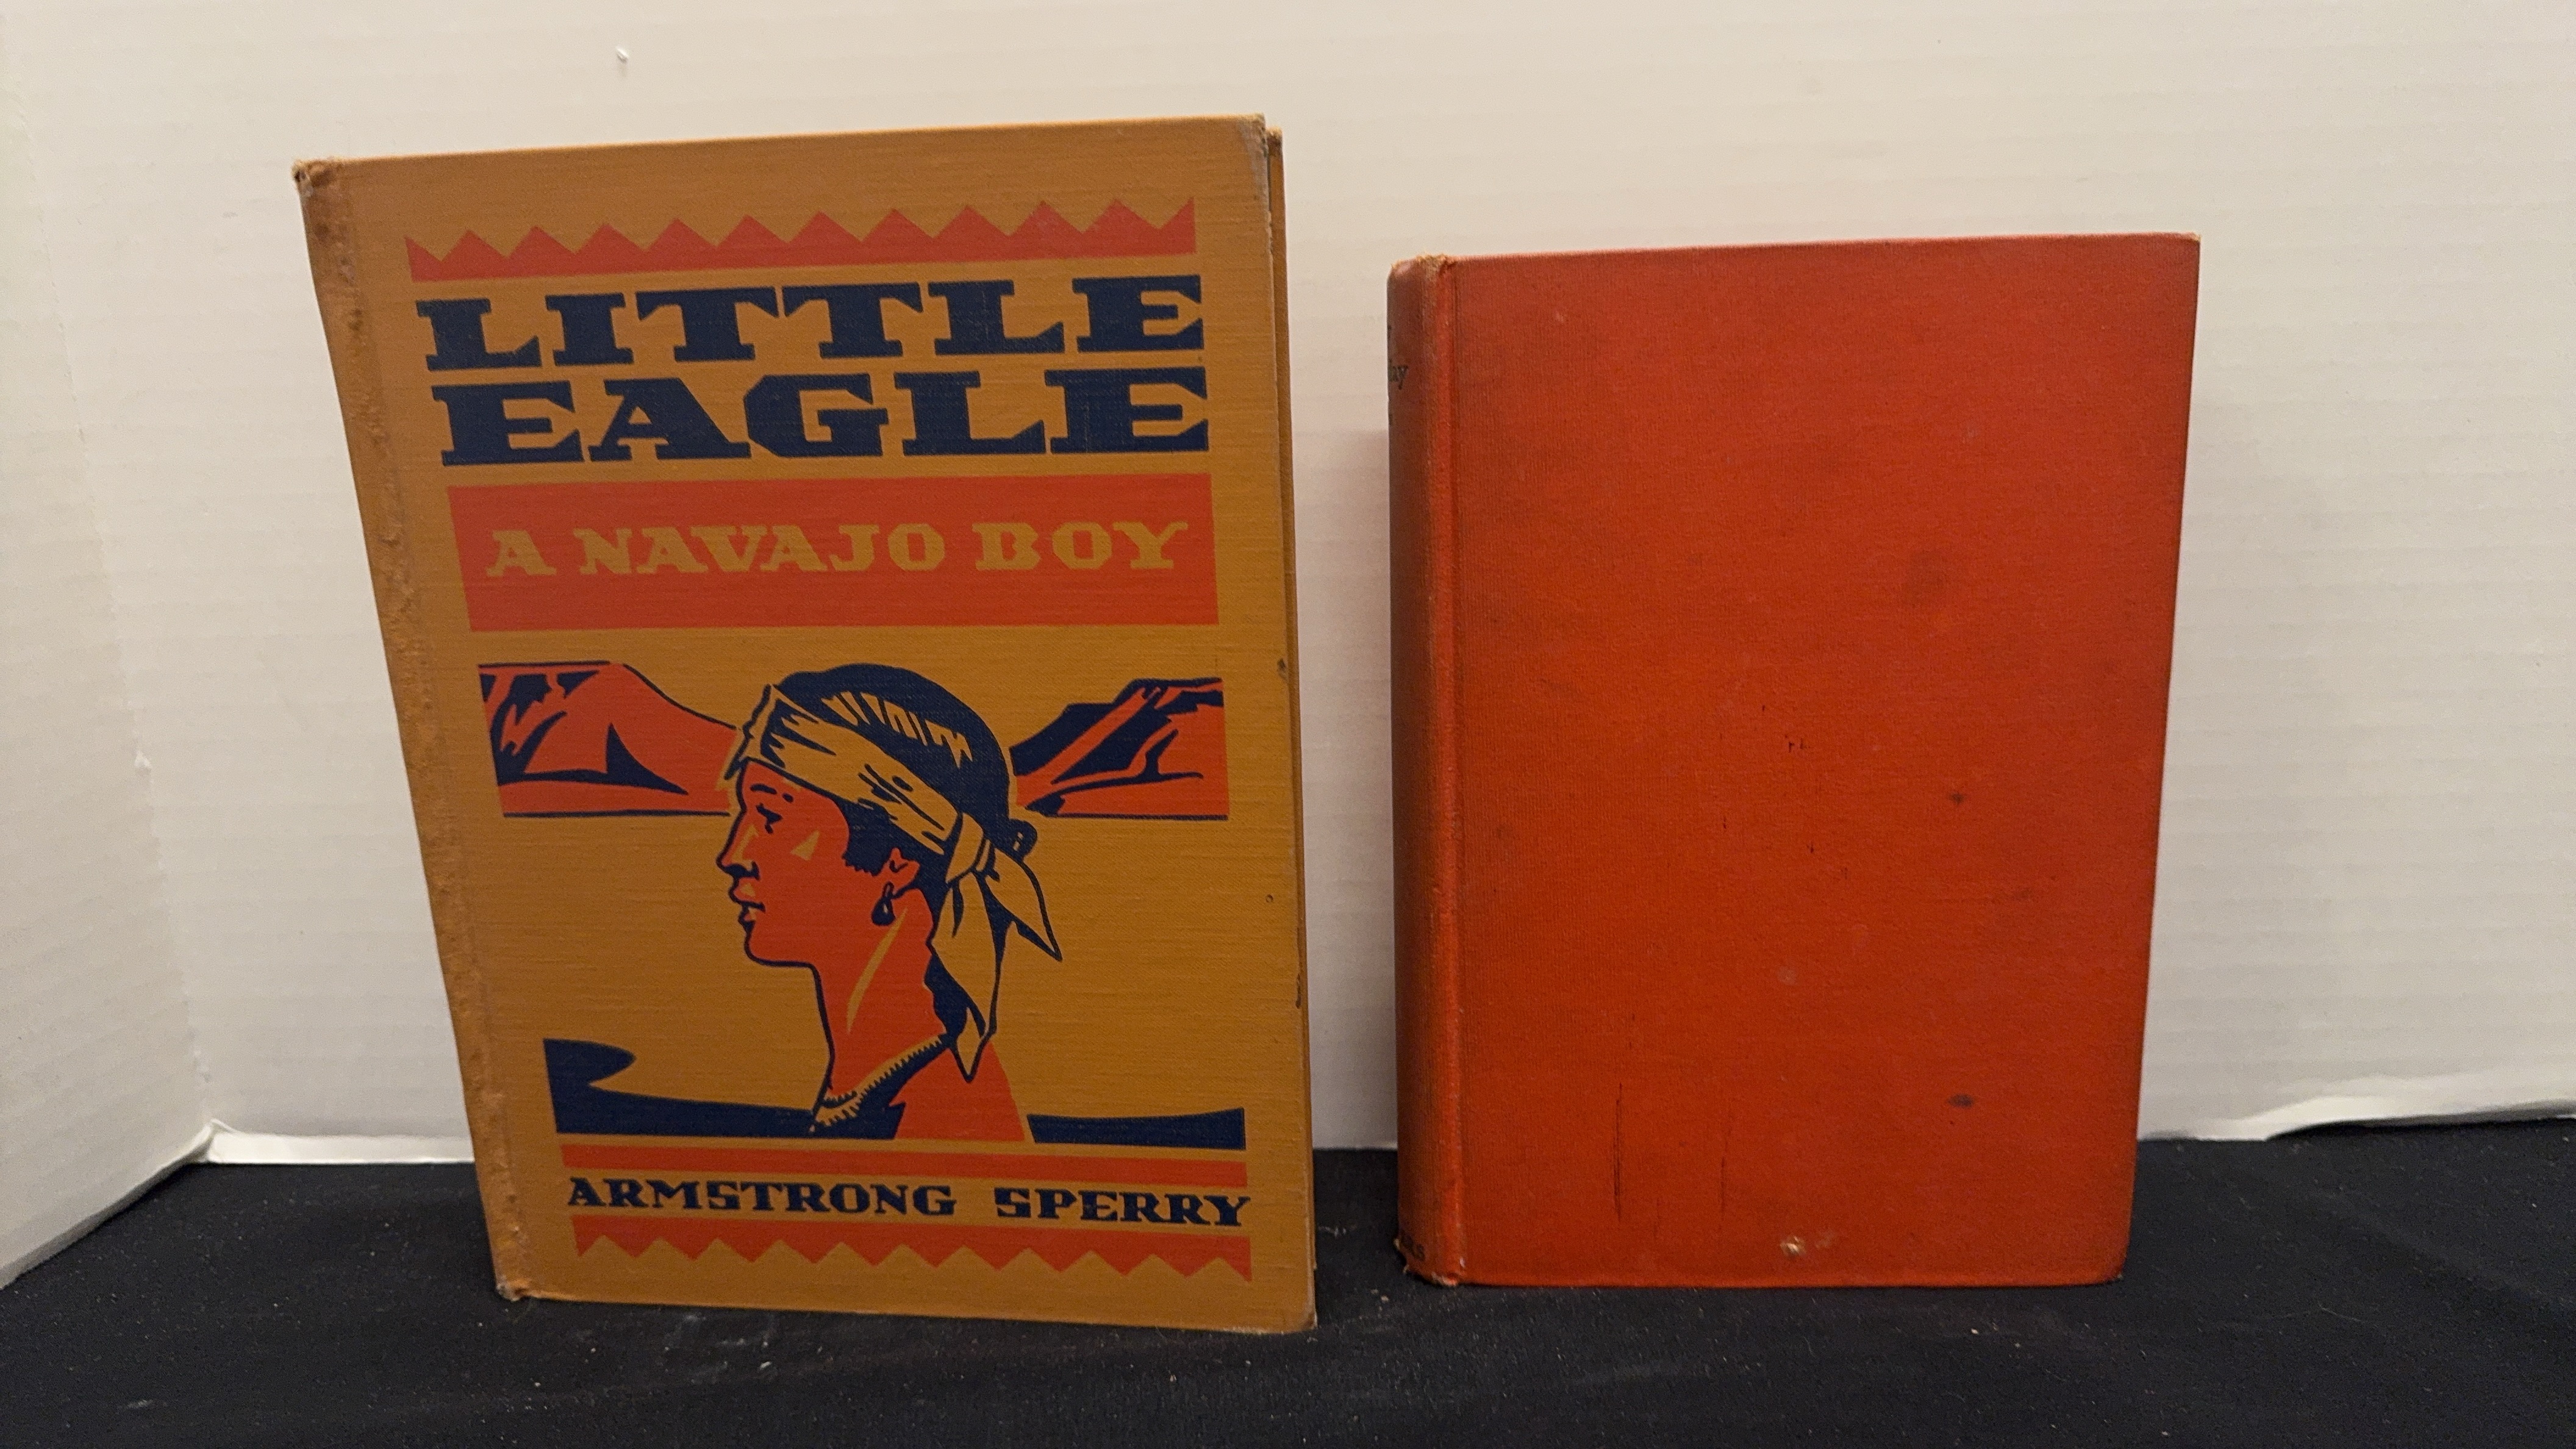 LITTLE
EAGLE
A NAVAJO BOY
ARMSTRONG SPERRY